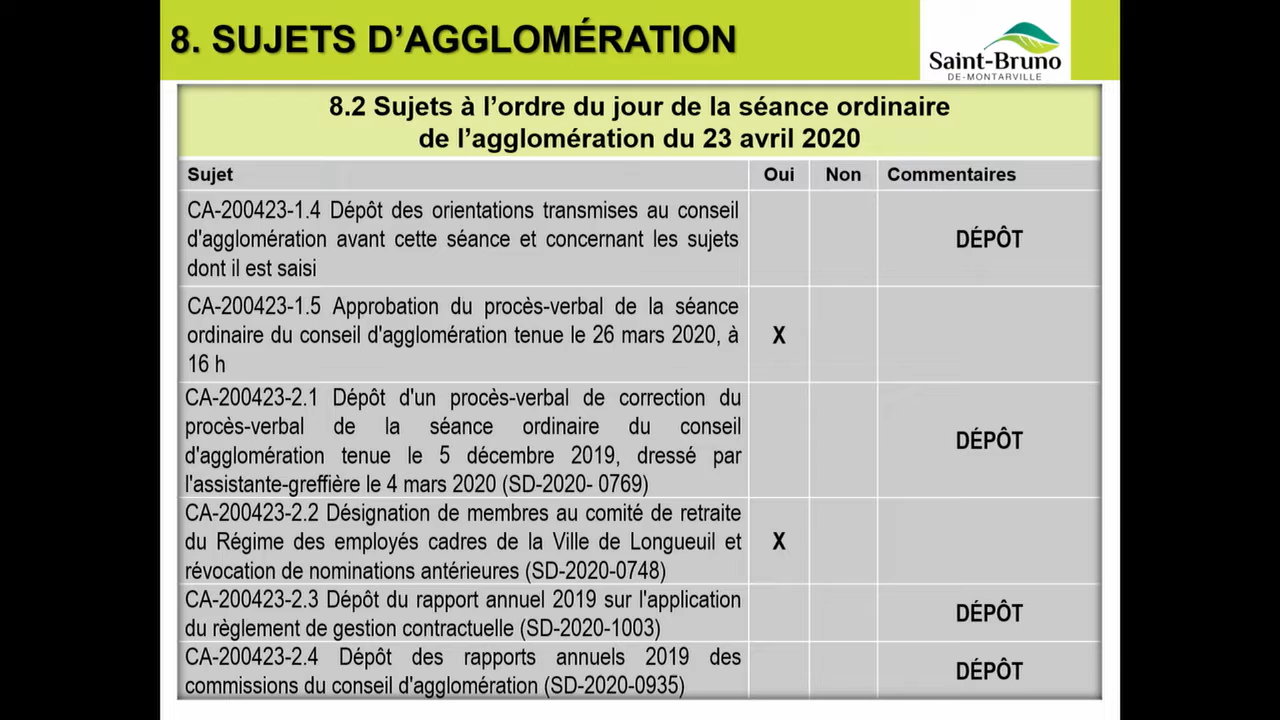 8. SUJETS D’AGGLOMÉRATION
Saint-Bruno
DE-MONTARVILLE
8.2 Sujets à l’ordre du jour de la séance ordinaire
de l’agglomération du 23 avril 2020
Sujet Oui Non Commentaires
CA-200423-1.4 Dépôt des orientations transmises au conseil
d'agglomération avant cette séance et concernant les sujets
dont il est saisi
DÉPÔT
CA-200423-1.5 Approbation du procès-verbal de la séance
ordinaire du conseil d'agglomération tenue le 26 mars 2020, à
16 h
X
CA-200423-2.1 Dépôt d'un procès-verbal de correction du
procès-verbal de la séance ordinaire du conseil
d'agglomération tenue le 5 décembre 2019, dressé par
l'assistante-greffière le 4 mars 2020 (SD-2020- 0769)
DÉPÔT
CA-200423-2.2 Désignation de membres au comité de retraite
du Régime des employés cadres de la Ville de Longueuil et
révocation de nominations antérieures (SD-2020-0748)
X
CA-200423-2.3 Dépôt du rapport annuel 2019 sur l'application
du règlement de gestion contractuelle (SD-2020-1003)
DÉPÔT
CA-200423-2.4 Dépôt des rapports annuels 2019 des
commissions du conseil d'agglomération (SD-2020-0935)
DÉPÔT